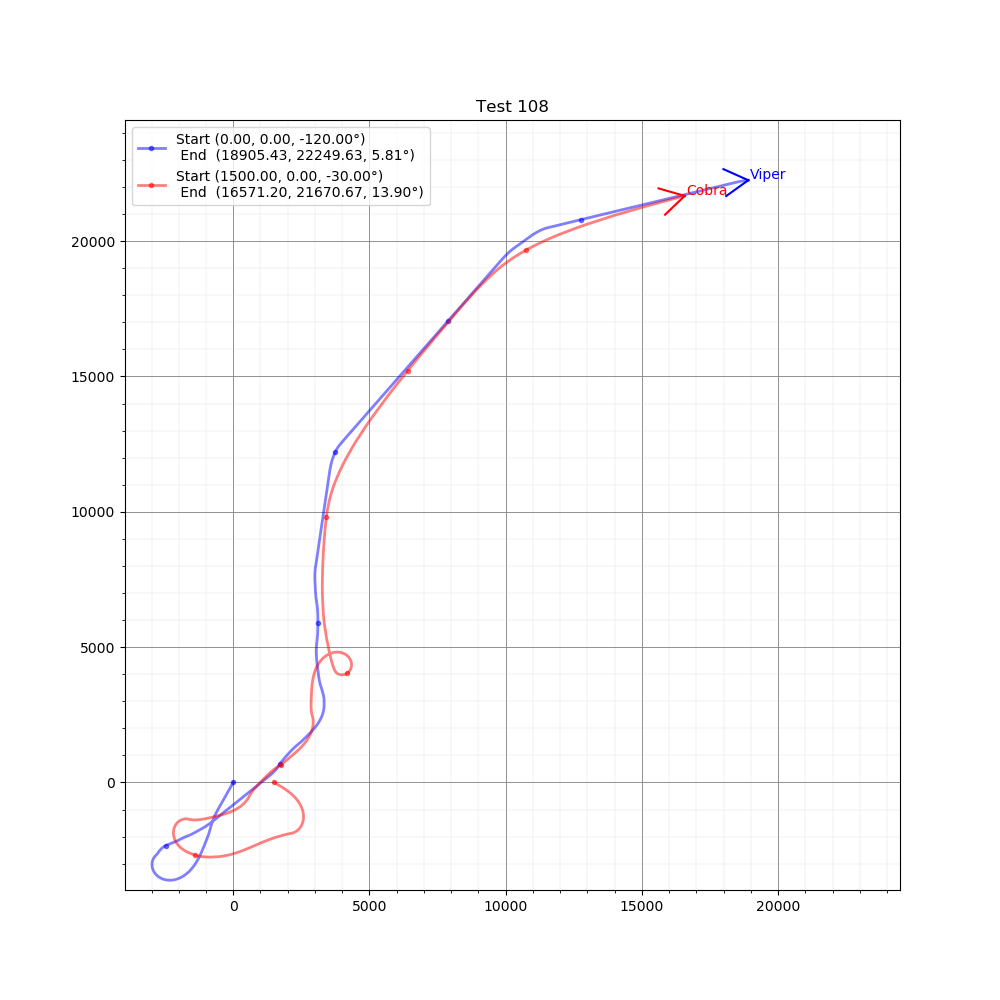 Test 108
Start (0.00, 0.00, -120.00°)
End  (18905.43, 22249.63, 5.81°)
Start (1500.00, 0.00, -30.00°)
End  (16571.20, 21670.67, 13.90°)
Viper
Cobra
20000
15000
10000
5000
0
0
5000
10000
15000
20000